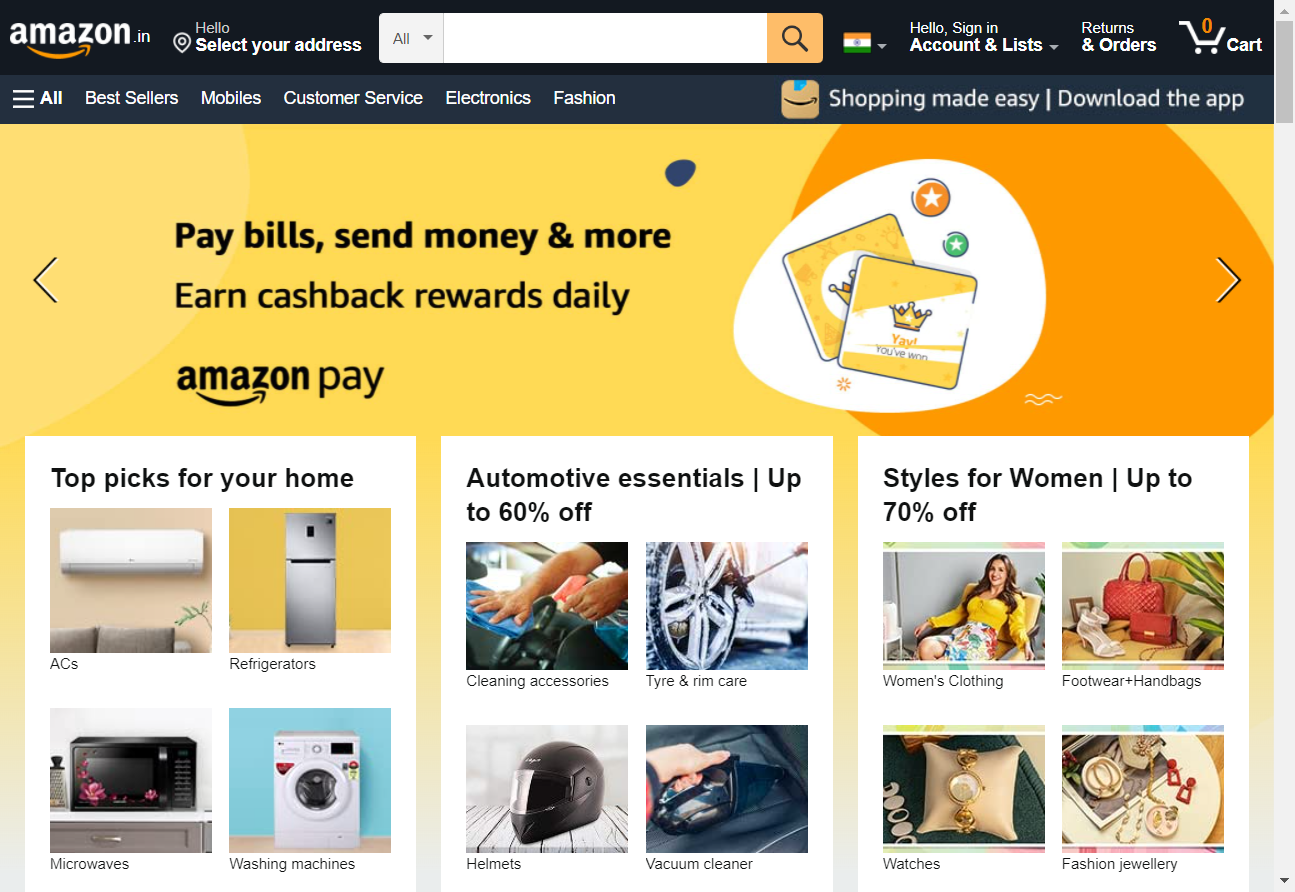 amazon.in
Hello
Select your address
All
0
Hello, Sign in
Account & Lists
Returns
& Orders
Cart
All
Best Sellers
Mobiles
Customer Service
Electronics
Fashion
Shopping made easy | Download the app
Pay bills, send money & more
Earn cashback rewards daily
amazon pay
Yay!
You've won
Top picks for your home
ACs
Refrigerators
Microwaves
Washing machines
Automotive essentials | Up
to 60% off
Cleaning accessories
Tyre & rim care
Helmets
Vacuum cleaner
Styles for Women | Up to
70% off
Women's Clothing
Footwear+Handbags
Watches
Fashion jewellery